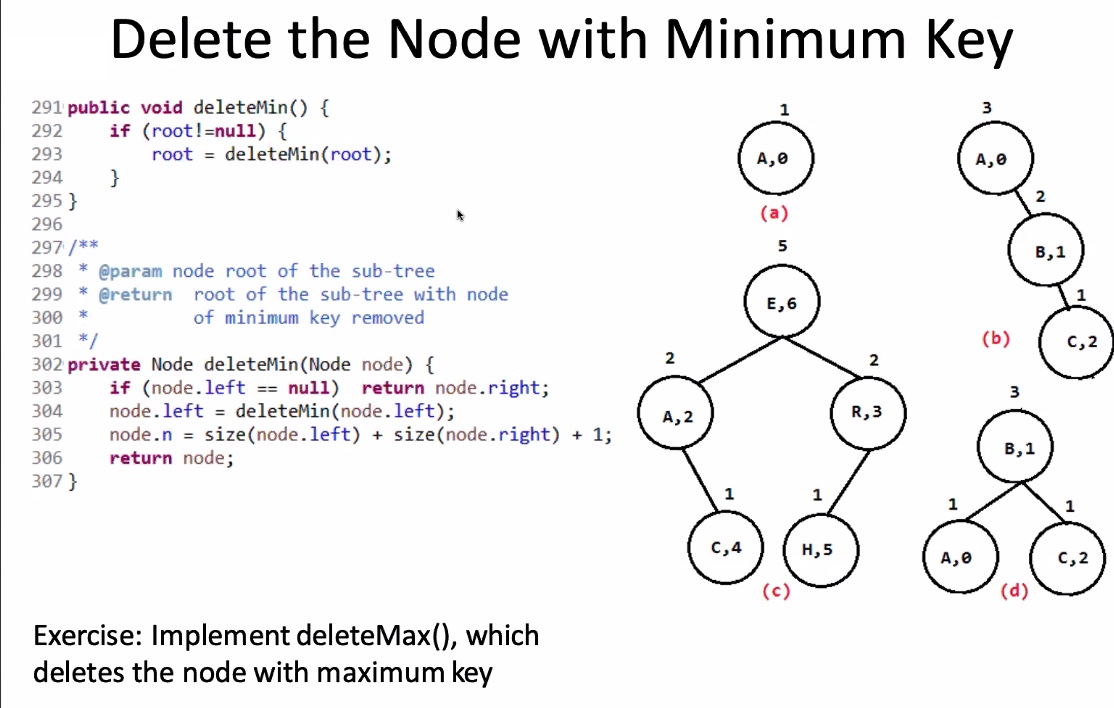 Delete the Node with Minimum Key
291 public void deleteMin() {
292     if (root!=null) {
293         root = deleteMin(root);
294     }
295 }
296
297 /**
298  * @param node root of the sub-tree
299  * @return  root of the sub-tree with node
300  *          of minimum key removed
301  */
302 private Node deleteMin(Node node) {
303     if (node.left == null)  return node.right;
304     node.left = deleteMin(node.left);
305     node.n = size(node.left) + size(node.right) + 1;
306     return node;
307 }
1
A,0
(a)
3
A,0
2
B,1
1
C,2
(b)
5
E,6
2
A,2
2
R,3
1
C,4
1
H,5
(c)
3
B,1
1
A,0
1
C,2
(d)
Exercise: Implement deleteMax(), which
deletes the node with maximum key